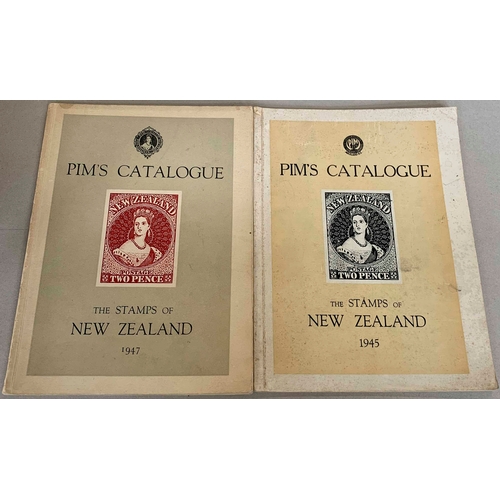 PIM'S CATALOGUE
NEW ZEALAND
POSTAGE
TWO PENCE
THE STAMPS OF
NEW ZEALAND
1947
PIM'S CATALOGUE
NEW ZEALAND
POSTAGE
TWO PENCE
THE STAMPS OF
NEW ZEALAND
1945